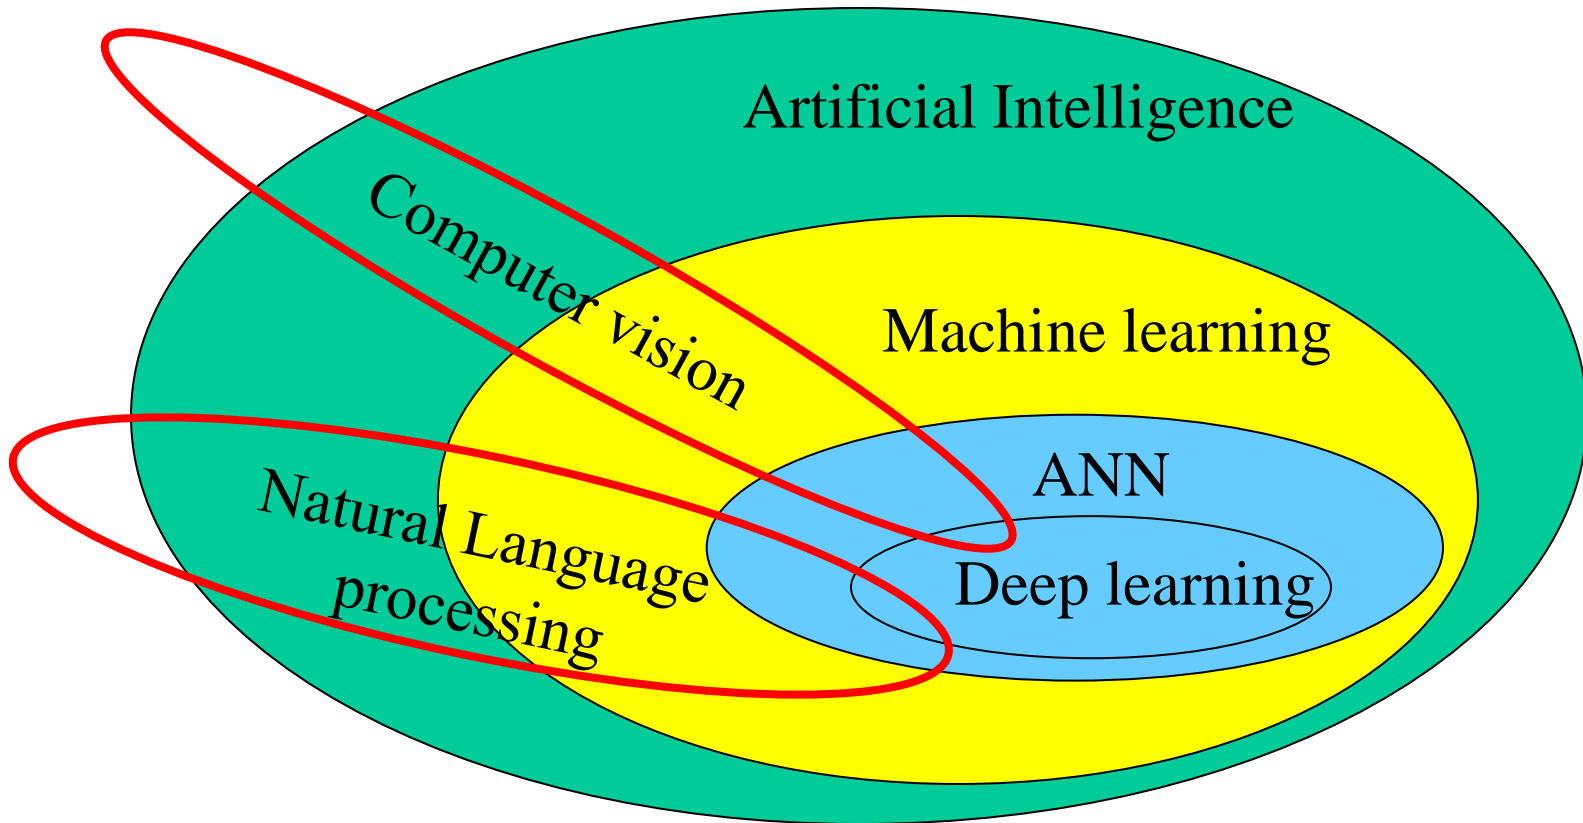 Artificial Intelligence
Computer vision
Machine learning
ANN
Natural Language
processing
Deep learning